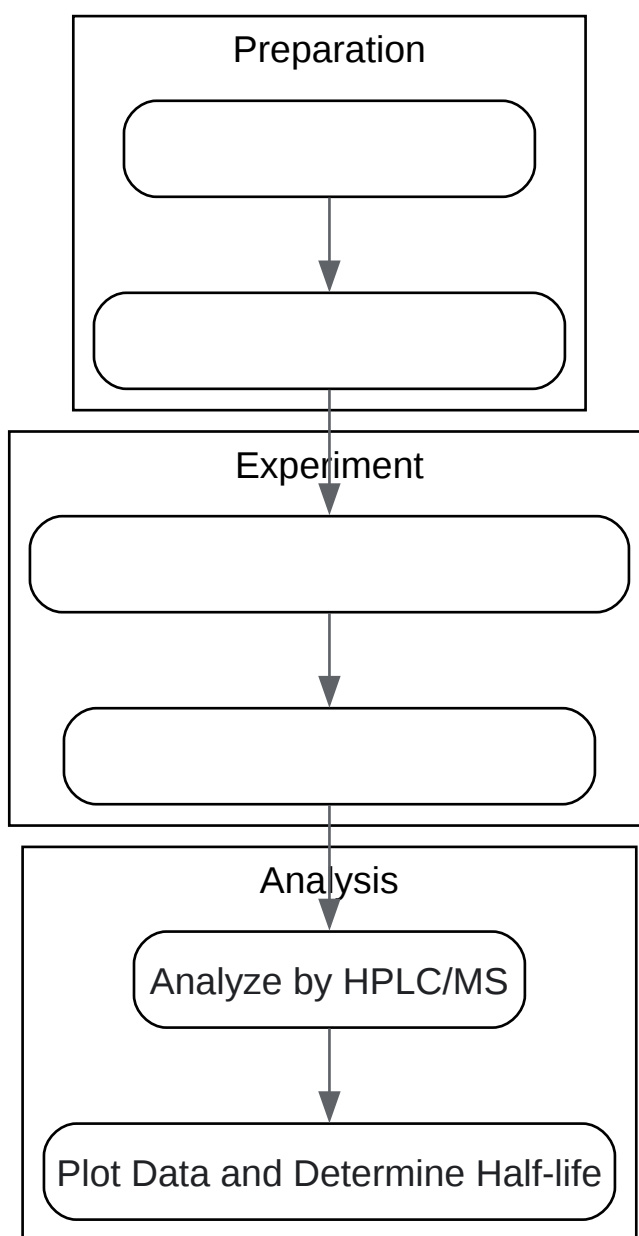 Preparation
Experiment
Analysis
Analyze by HPLC/MS
Plot Data and Determine Half-life